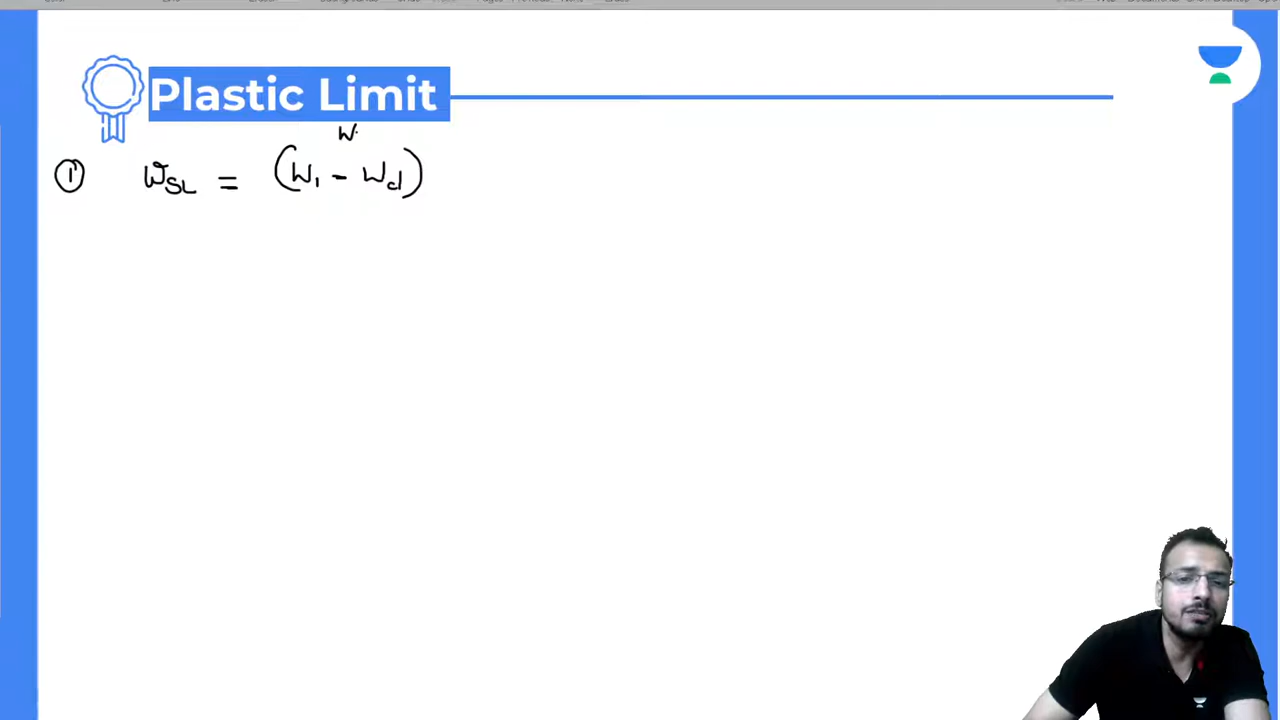 Plastic Limit
W
① W_SL = (W₁ - W_d)